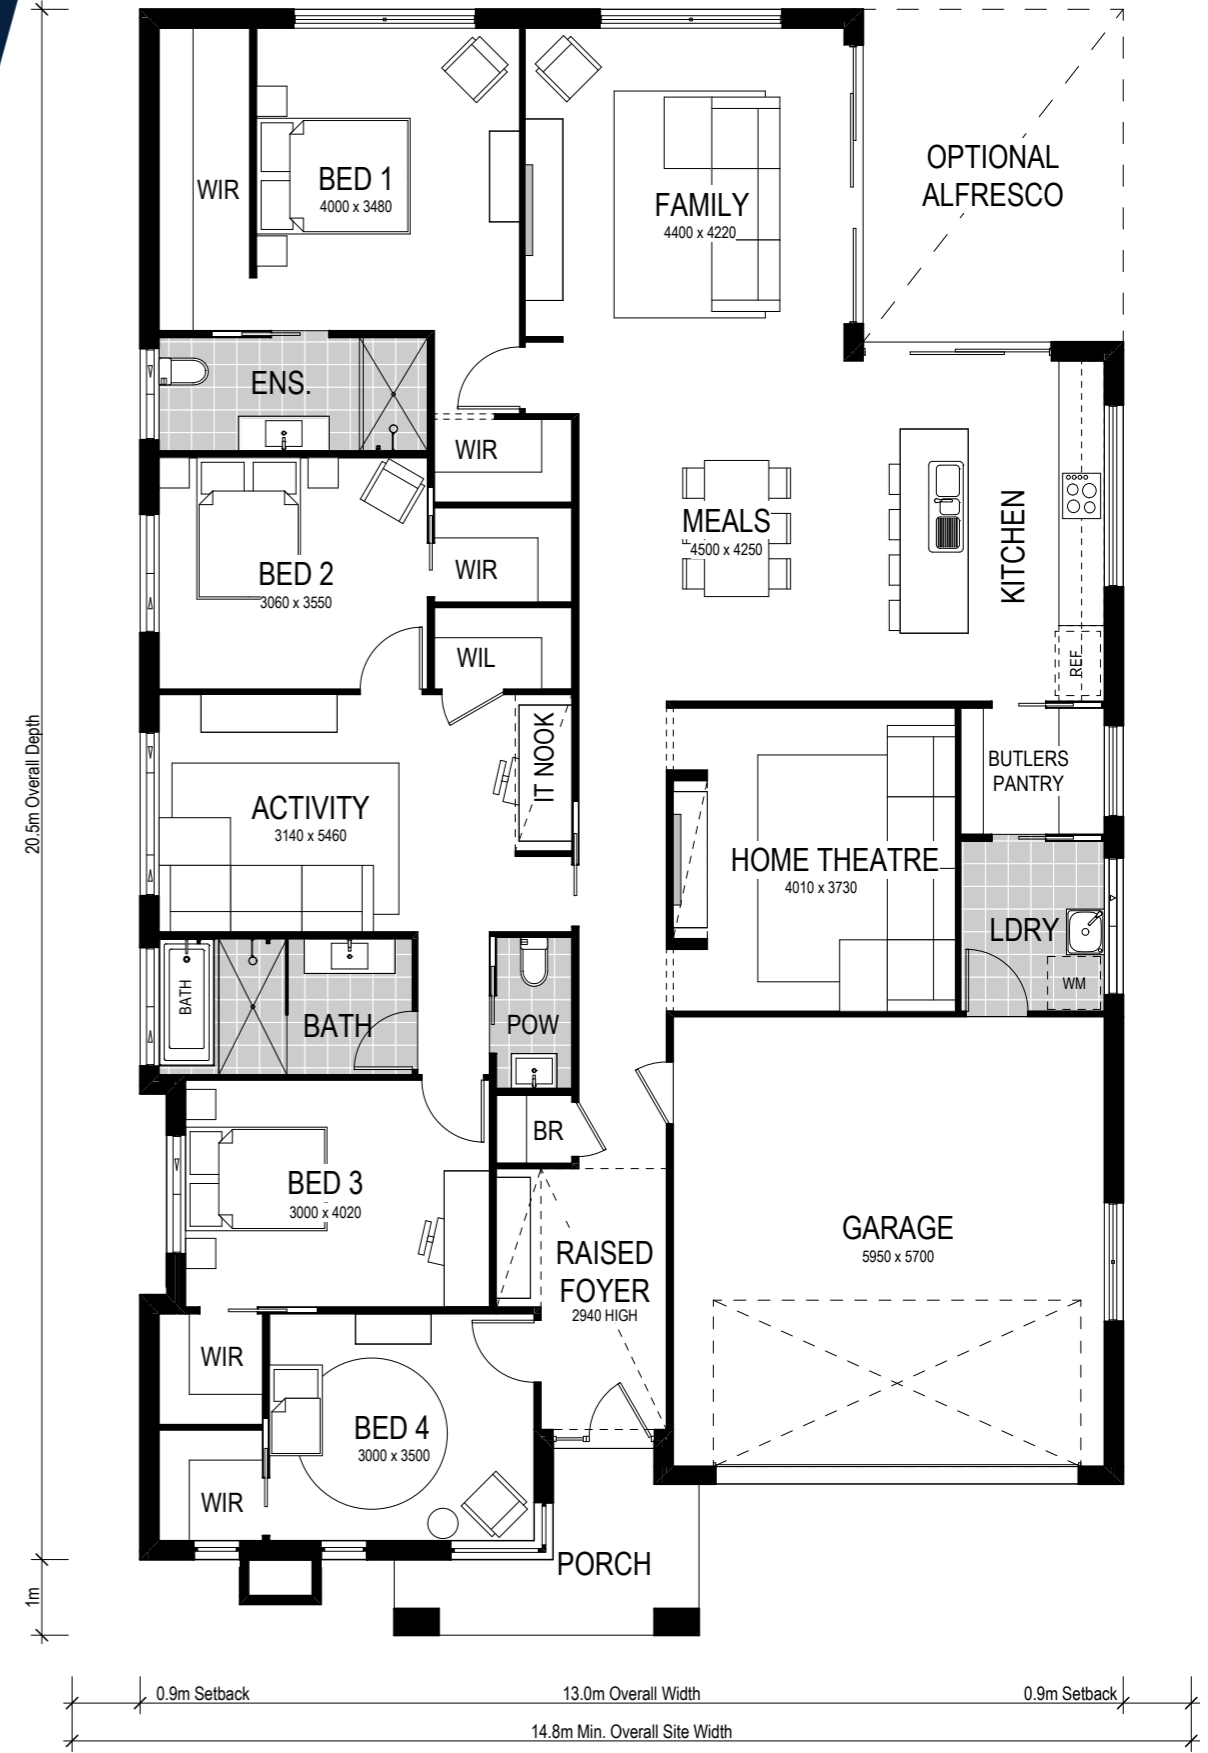 OPTIONAL
ALFRESCO
WIR
BED 1
4000 x 3480
FAMILY
4400 x 4220
ENS.
WIR
MEALS
4500 x 4250
KITCHEN
BED 2
3060 x 3550
WIR
WIL
REF
IT NOOK
BUTLERS
PANTRY
20.5m Overall Depth
ACTIVITY
3140 x 5460
HOME THEATRE
4010 x 3730
LDRY
WM
BATH
BATH
POW
BR
BED 3
3000 x 4020
RAISED
FOYER
2940 HIGH
GARAGE
5950 x 5700
WIR
BED 4
3000 x 3500
WIR
PORCH
1m
0.9m Setback
13.0m Overall Width
0.9m Setback
14.8m Min. Overall Site Width